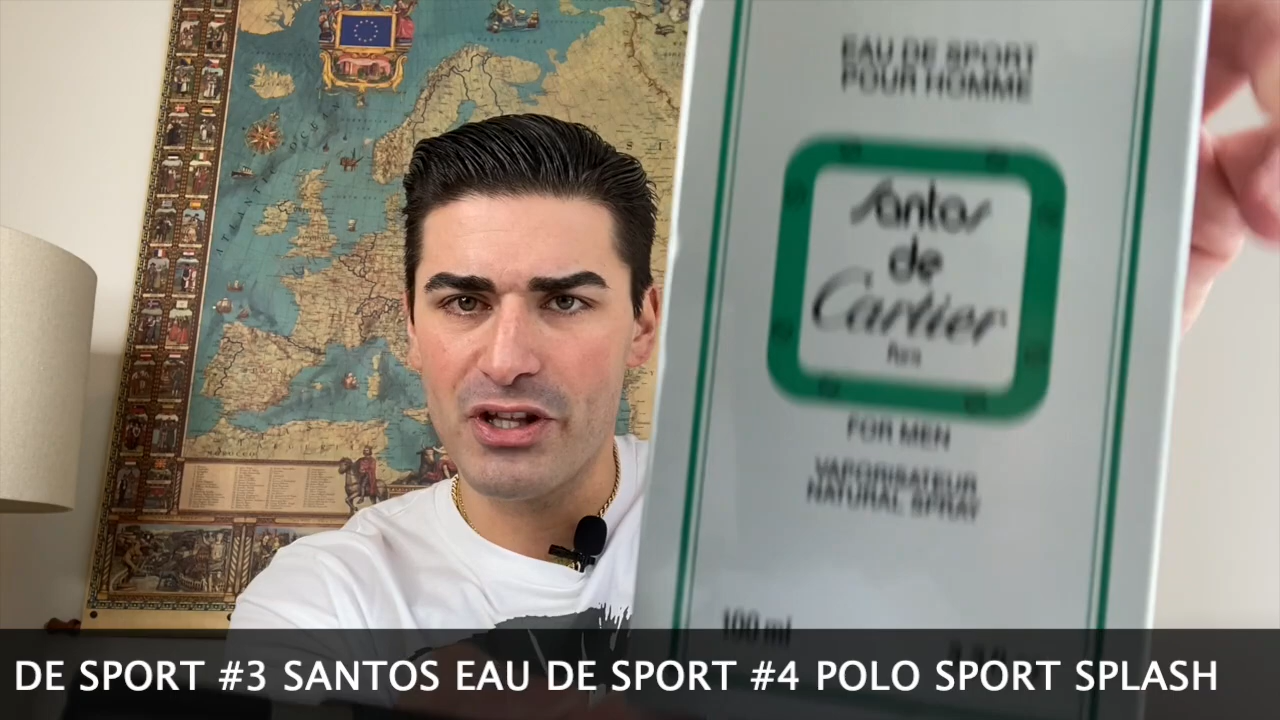 EAU DE SPORT
POUR HOMME
Santos
de
Cartier
Paris
FOR MEN
VAPORISATEUR
NATURAL SPRAY
100 ml
DE SPORT #3 SANTOS EAU DE SPORT #4 POLO SPORT SPLASH